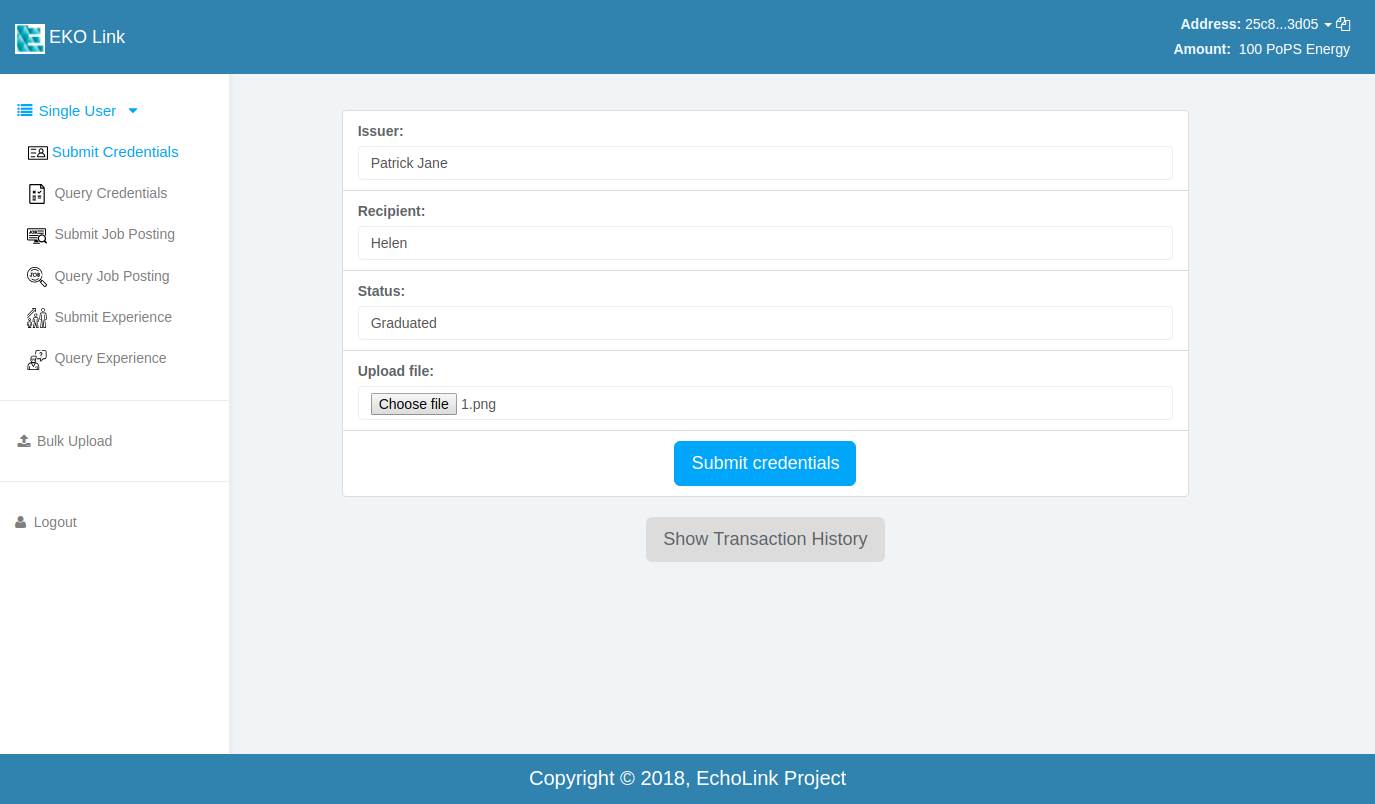 EKO Link
Address: 25c8...3d05
Amount: 100 PoPS Energy
Single User
Submit Credentials
Query Credentials
Submit Job Posting
Query Job Posting
Submit Experience
Query Experience
Bulk Upload
Logout
Issuer:
Patrick Jane
Recipient:
Helen
Status:
Graduated
Upload file:
Choose file 1.png
Submit credentials
Show Transaction History
Copyright © 2018, EchoLink Project